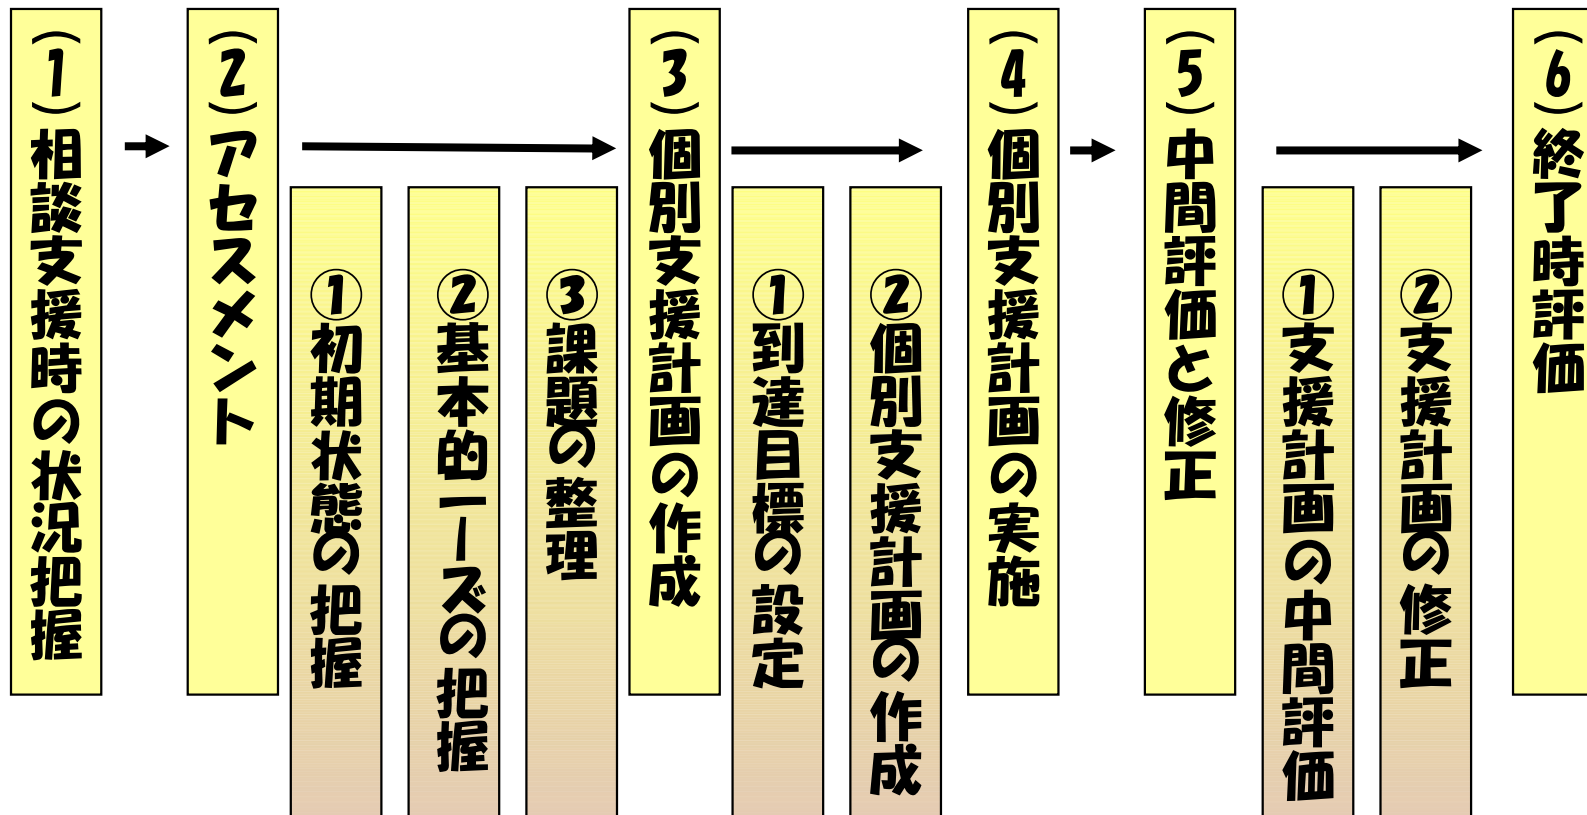 (1)相談支援時の状況把握
(2)アセスメント
①初期状態の把握
②基本的ニーズの把握
③課題の整理
(3)個別支援計画の作成
①到達目標の設定
②個別支援計画の作成
(4)個別支援計画の実施
(5)中間評価と修正
①支援計画の中間評価
②支援計画の修正
(6)終了時評価